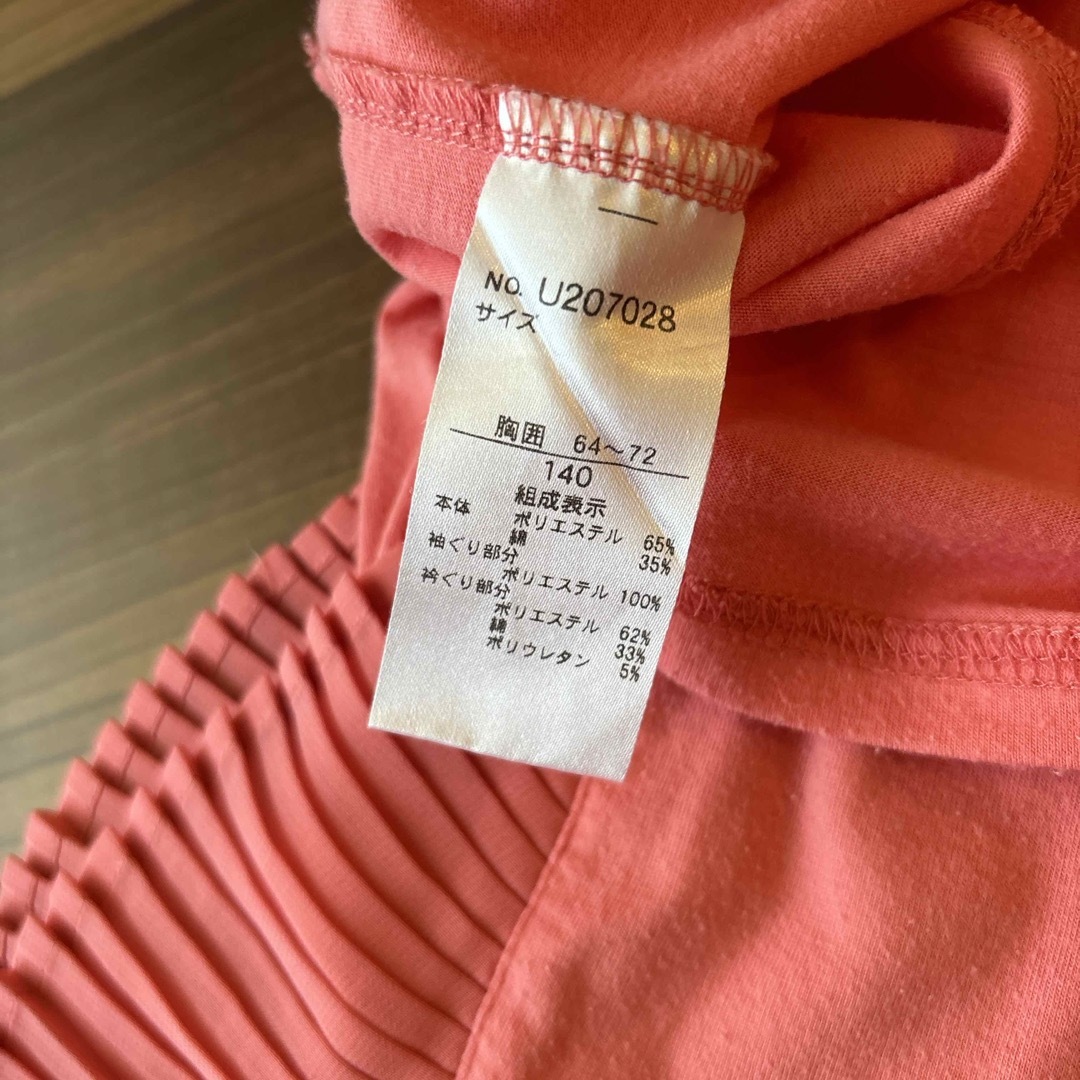 NO. U207028
サイズ
胸囲 64～72
140
組成表示
本体 ポリエステル 65%
綿 35%
袖ぐり部分
ポリエステル 100%
衿ぐり部分
ポリエステル 62%
綿 33%
ポリウレタン 5%